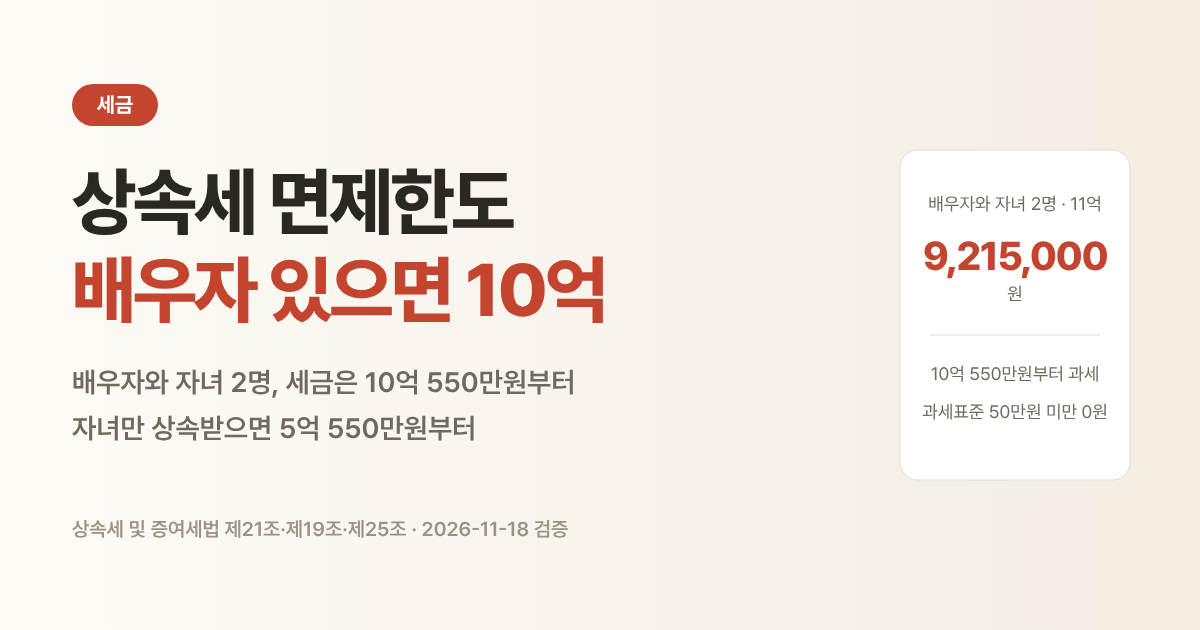 세금
상속세 면제한도
배우자 있으면 10억
배우자와 자녀 2명, 세금은 10억 550만원부터
자녀만 상속받으면 5억 550만원부터
상속세 및 증여세법 제21조·제19조·제25조 · 2026-11-18 검증
배우자와 자녀 2명 · 11억
9,215,000
원
10억 550만원부터 과세
과세표준 50만원 미만 0원